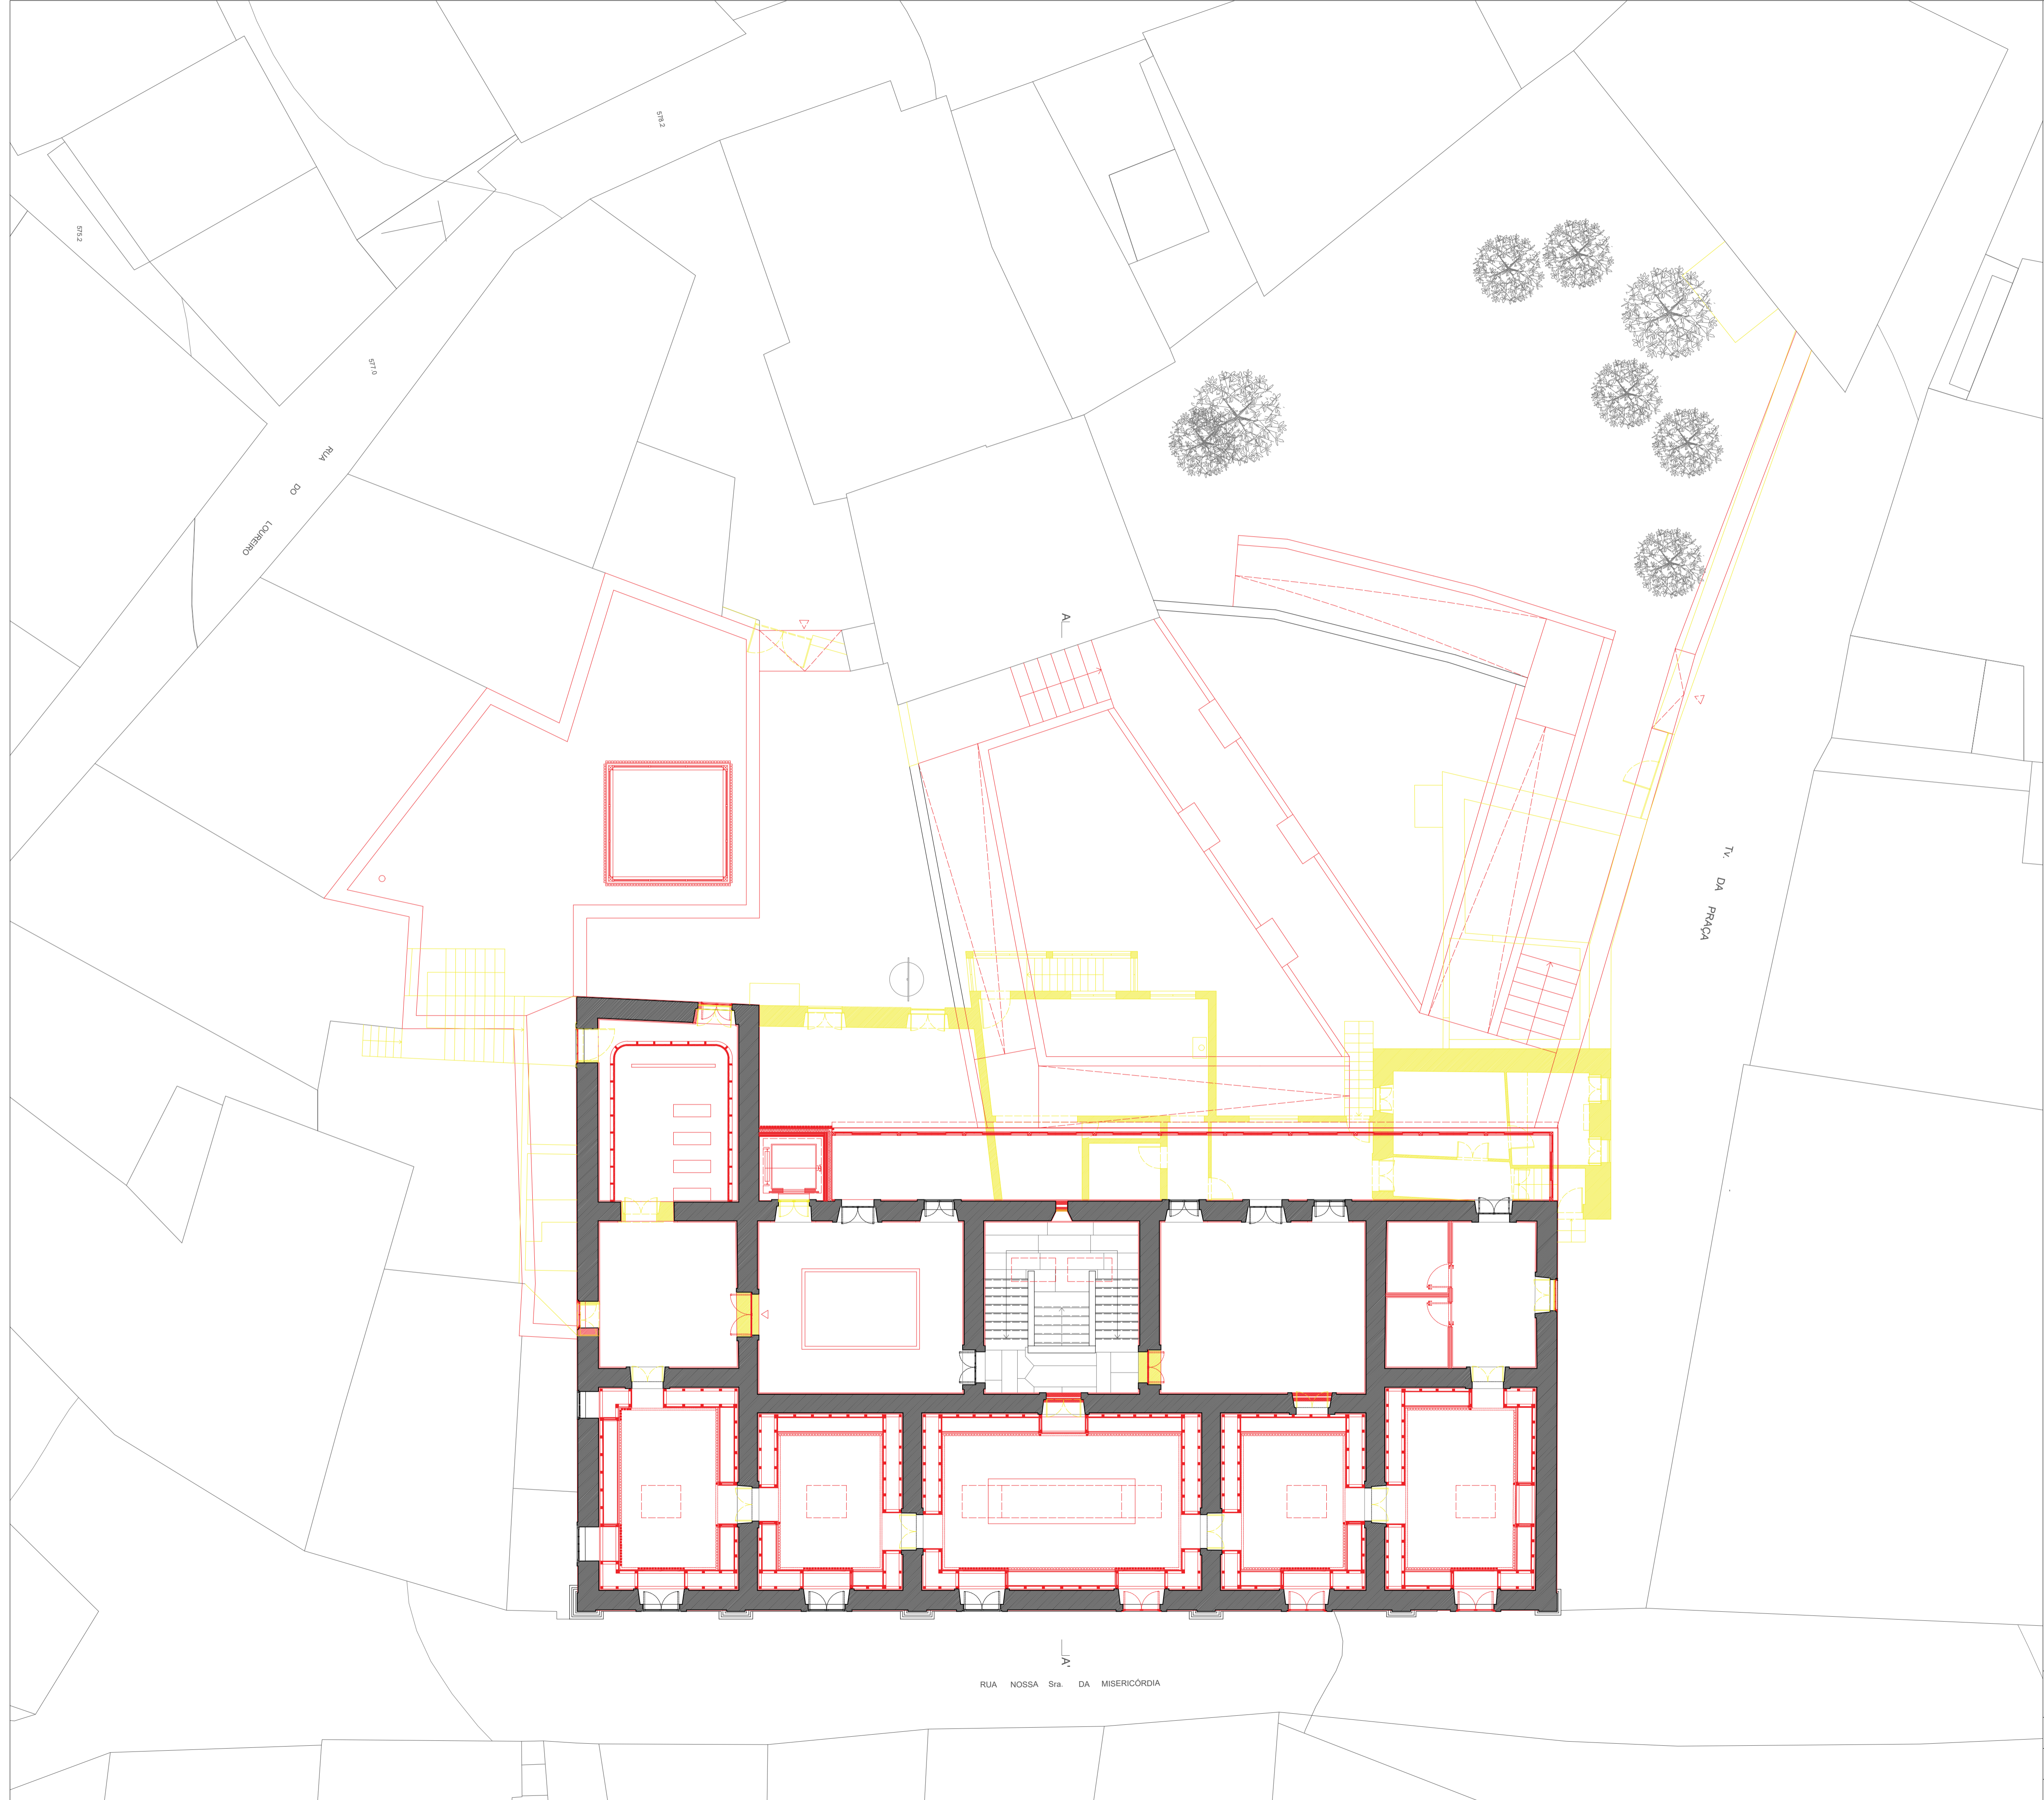 578.2
575.2
577.0
RUA DO LOUREIRO
A
Tv. DA PRAÇA
A'
RUA NOSSA Sra. DA MISERICÓRDIA